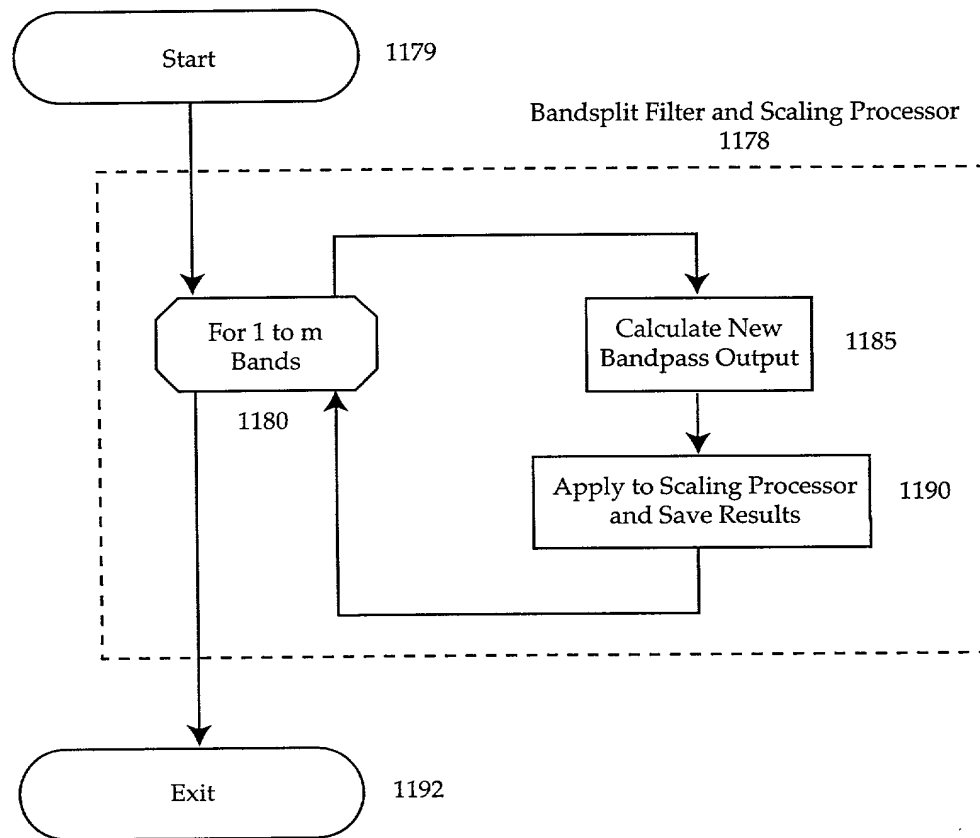 Start
1179
Bandsplit Filter and Scaling Processor
1178
For 1 to m
Bands
1180
Calculate New
Bandpass Output
1185
Apply to Scaling Processor
and Save Results
1190
Exit
1192